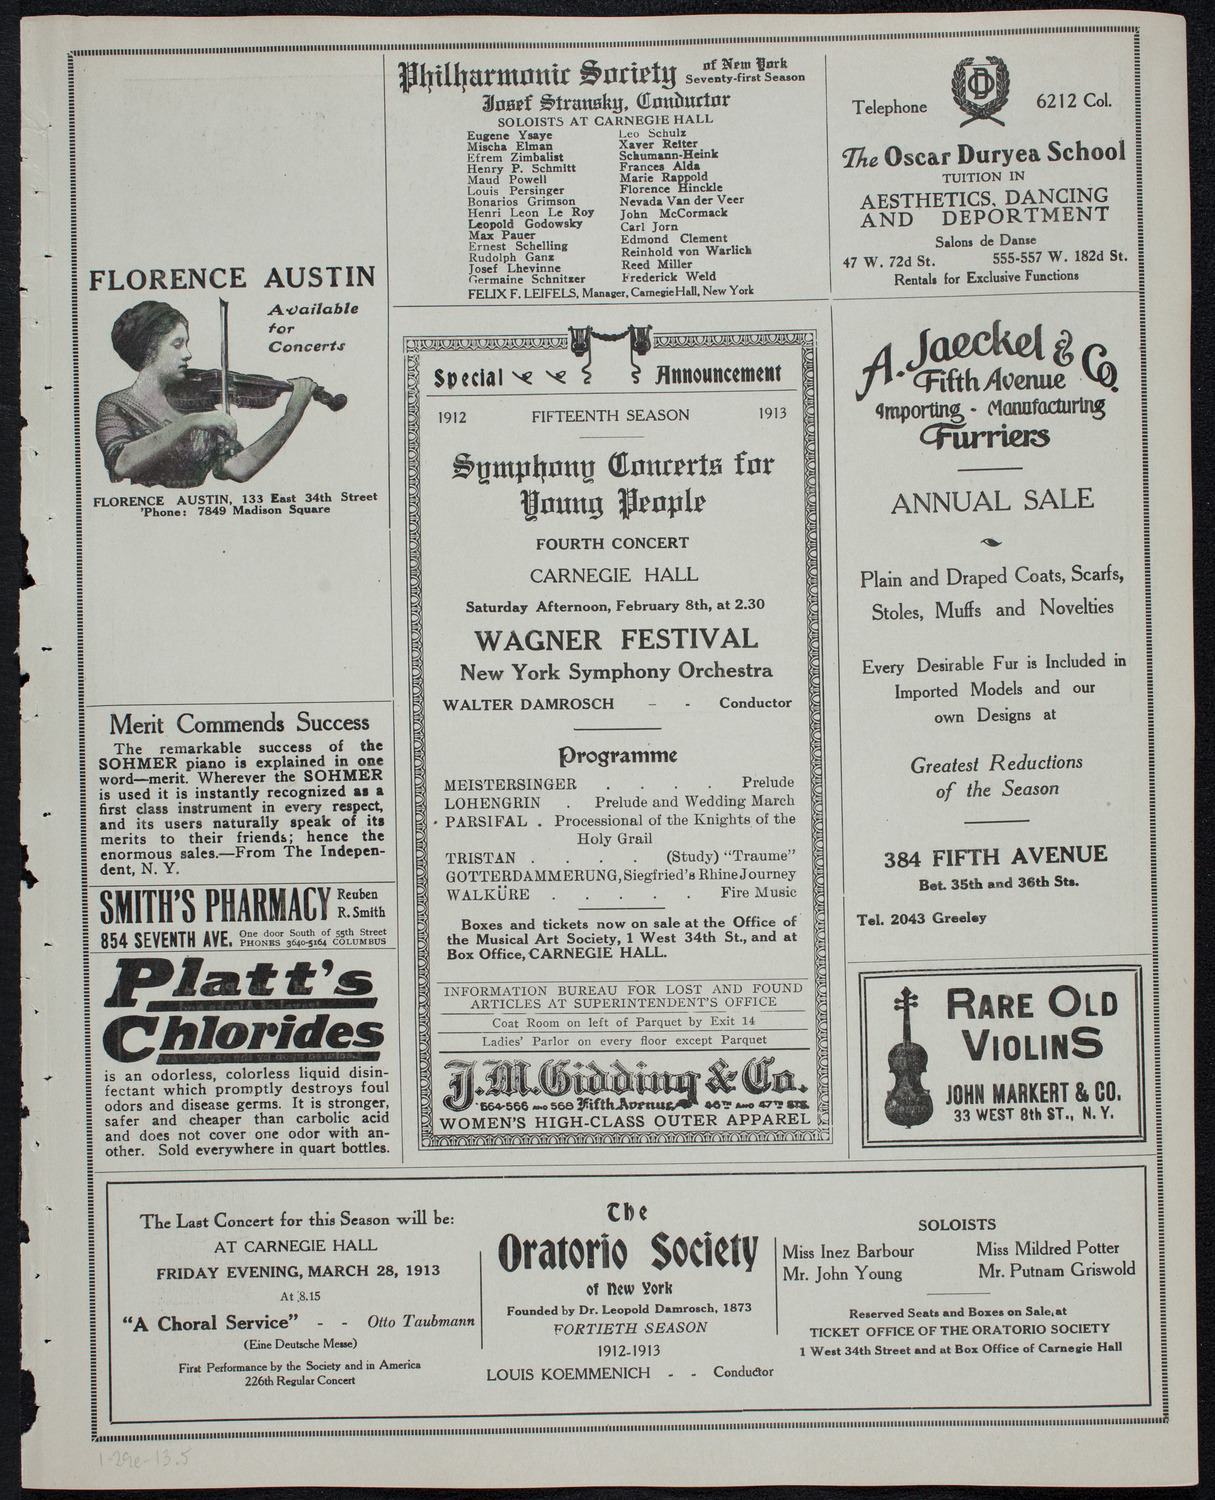 FLORENCE AUSTIN
Available
for
Concerts
FLORENCE AUSTIN, 133 East 34th Street
'Phone: 7849 Madison Square
Merit Commends Success
The remarkable success of the
SOHMER piano is explained in one
word—merit. Wherever the SOHMER
is used it is instantly recognized as a
first class instrument in every respect,
and its users naturally speak of its
merits to their friends; hence the
enormous sales.—From The Indepen-
dent, N. Y.
SMITH'S PHARMACY Reuben
R. Smith
854 SEVENTH AVE. One door South of 55th Street
PHONES 3640-5164 COLUMBUS
Platt's
Chlorides
is an odorless, colorless liquid disin-
fectant which promptly destroys foul
odors and disease germs. It is stronger,
safer and cheaper than carbolic acid
and does not cover one odor with an-
other. Sold everywhere in quart bottles.
Philharmonic Society of New York
Seventy-first Season
Josef Stransky, Conductor
SOLOISTS AT CARNEGIE HALL
Eugene Ysaye
Mischa Elman
Efrem Zimbalist
Henry P. Schmitt
Maud Powell
Louis Persinger
Bonarios Grimson
Henri Leon Le Roy
Leopold Godowsky
Max Pauer
Ernest Schelling
Rudolph Ganz
Josef Lhevinne
Germaine Schnitzer
Leo Schulz
Xaver Reiter
Schumann-Heink
Frances Alda
Marie Rappold
Florence Hinckle
Nevada Van der Veer
John McCormack
Carl Jorn
Edmond Clement
Reinhold von Warlich
Reed Miller
Frederick Weld
FELIX F. LEIFELS, Manager, Carnegie Hall, New York
Special Announcement
1912 FIFTEENTH SEASON 1913
Symphony Concerts for
Young People
FOURTH CONCERT
CARNEGIE HALL
Saturday Afternoon, February 8th, at 2.30
WAGNER FESTIVAL
New York Symphony Orchestra
WALTER DAMROSCH - - Conductor
Programme
MEISTERSINGER . . . . Prelude
LOHENGRIN . Prelude and Wedding March
PARSIFAL . Processional of the Knights of the
Holy Grail
TRISTAN . . . . (Study) "Traume"
GOTTERDAMMERUNG, Siegfried's Rhine Journey
WALKÜRE . . . . . Fire Music
Boxes and tickets now on sale at the Office of
the Musical Art Society, 1 West 34th St., and at
Box Office, CARNEGIE HALL.
INFORMATION BUREAU FOR LOST AND FOUND
ARTICLES AT SUPERINTENDENT'S OFFICE
Coat Room on left of Parquet by Exit 14
Ladies' Parlor on every floor except Parquet
J.M. Gidding & Co.
564-566 AND 568 Fifth Avenue 46TH AND 47TH STS.
WOMEN'S HIGH-CLASS OUTER APPAREL
Telephone 6212 Col.
The Oscar Duryea School
TUITION IN
AESTHETICS, DANCING
AND DEPORTMENT
Salons de Danse
47 W. 72d St. 555-557 W. 182d St.
Rentals for Exclusive Functions
A. Jaeckel & Co.
Fifth Avenue
Importing - Manufacturing
Furriers
ANNUAL SALE
Plain and Draped Coats, Scarfs,
Stoles, Muffs and Novelties
Every Desirable Fur is Included in
Imported Models and our
own Designs at
Greatest Reductions
of the Season
384 FIFTH AVENUE
Bet. 35th and 36th Sts.
Tel. 2043 Greeley
RARE OLD
VIOLINS
JOHN MARKERT & CO.
33 WEST 8th ST., N. Y.
The Last Concert for this Season will be:
AT CARNEGIE HALL
FRIDAY EVENING, MARCH 28, 1913
At 8.15
"A Choral Service" - - Otto Taubmann
(Eine Deutsche Messe)
First Performance by the Society and in America
226th Regular Concert
The
Oratorio Society
of New York
Founded by Dr. Leopold Damrosch, 1873
FORTIETH SEASON
1912-1913
LOUIS KOEMMENICH - - Conductor
SOLOISTS
Miss Inez Barbour Miss Mildred Potter
Mr. John Young Mr. Putnam Griswold
Reserved Seats and Boxes on Sale at
TICKET OFFICE OF THE ORATORIO SOCIETY
1 West 34th Street and at Box Office of Carnegie Hall
1-29e-13.5